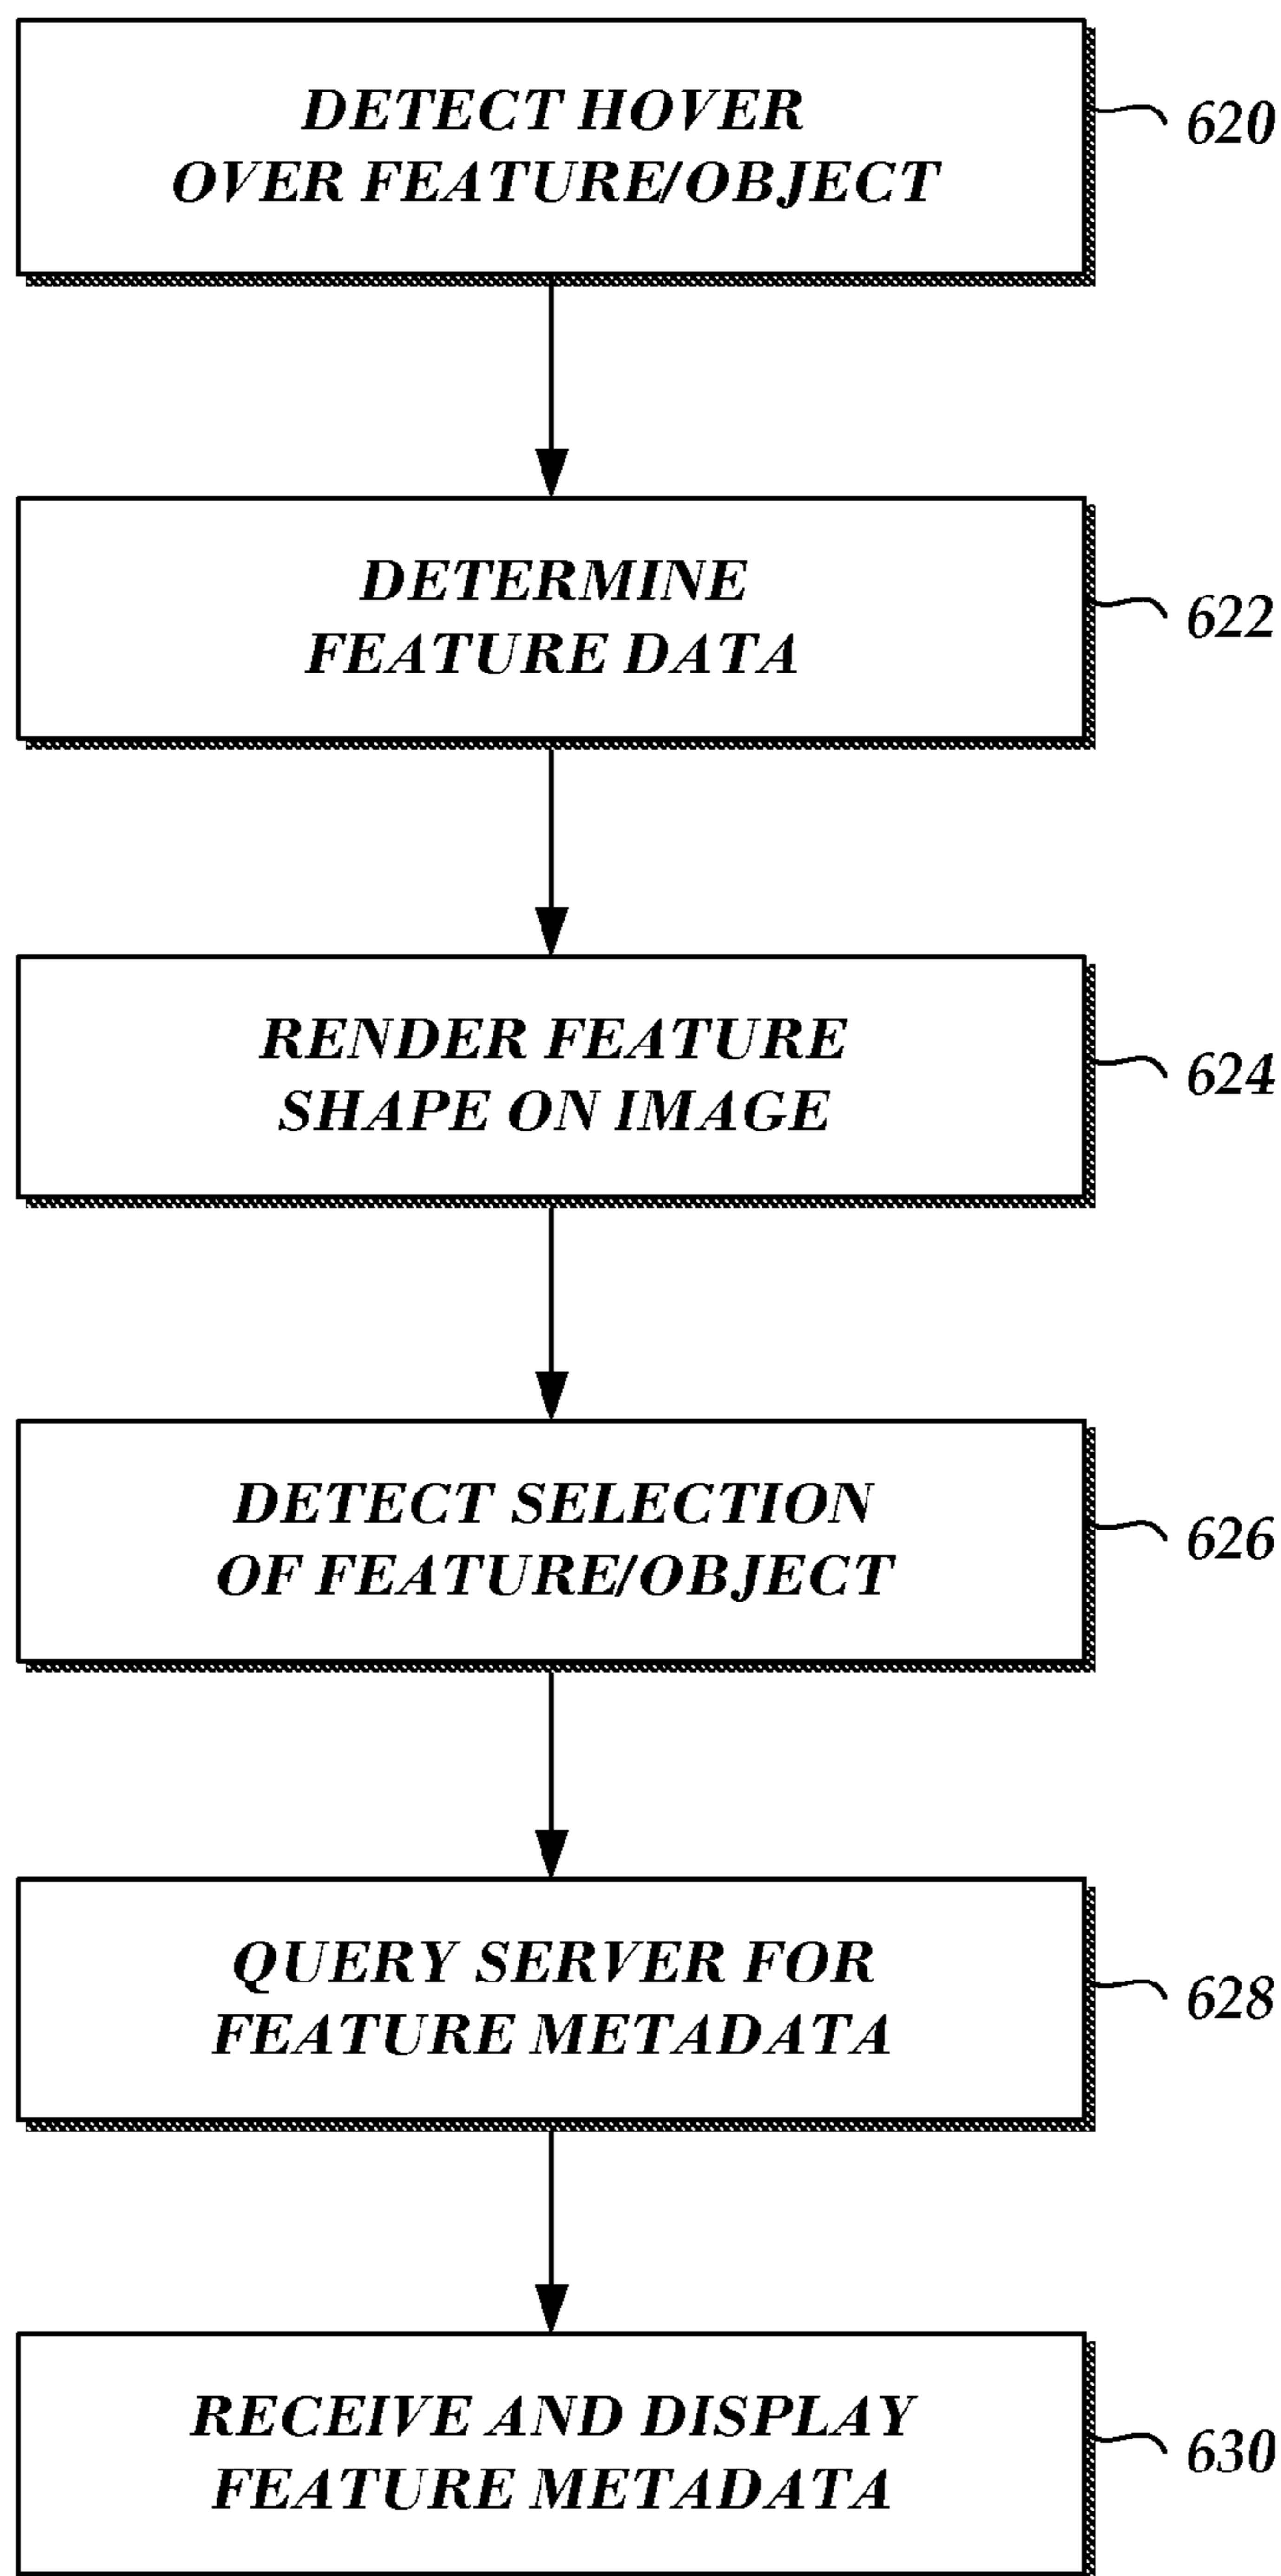 DETECT HOVER
OVER FEATURE/OBJECT
620
DETERMINE
FEATURE DATA
622
RENDER FEATURE
SHAPE ON IMAGE
624
DETECT SELECTION
OF FEATURE/OBJECT
626
QUERY SERVER FOR
FEATURE METADATA
628
RECEIVE AND DISPLAY
FEATURE METADATA
630